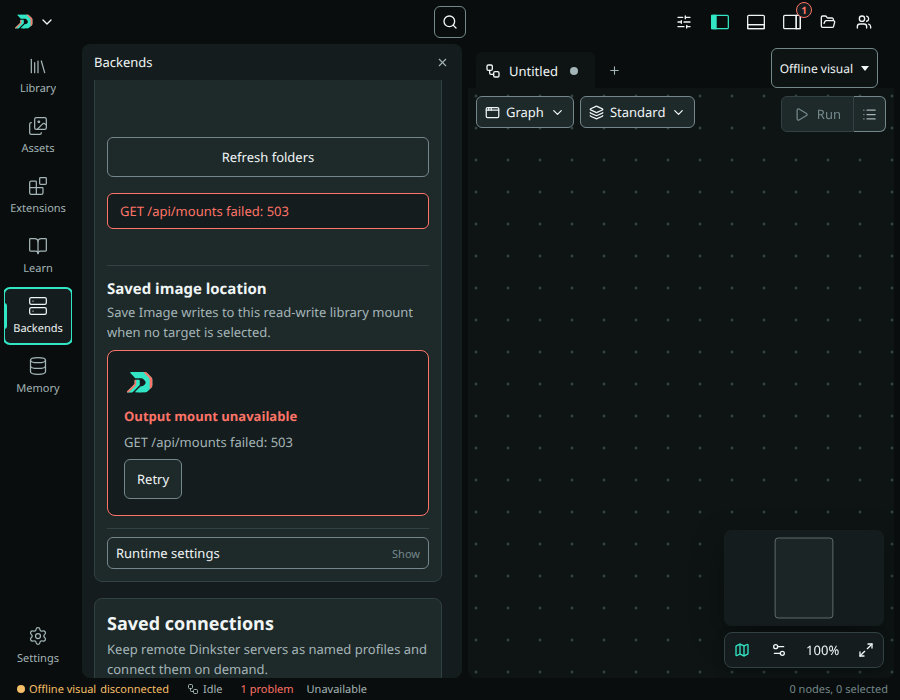 1
Backends
Untitled
Offline visual
Library
Graph
Standard
Run
Assets
Refresh folders
Extensions
GET /api/mounts failed: 503
Learn
Saved image location
Save Image writes to this read-write library mount
when no target is selected.
Backends
Memory
Output mount unavailable
GET /api/mounts failed: 503
Retry
Runtime settings
Show
Saved connections
Keep remote Dinkster servers as named profiles and
connect them on demand.
100%
Settings
Offline visual disconnected
Idle
1 problem
Unavailable
0 nodes, 0 selected